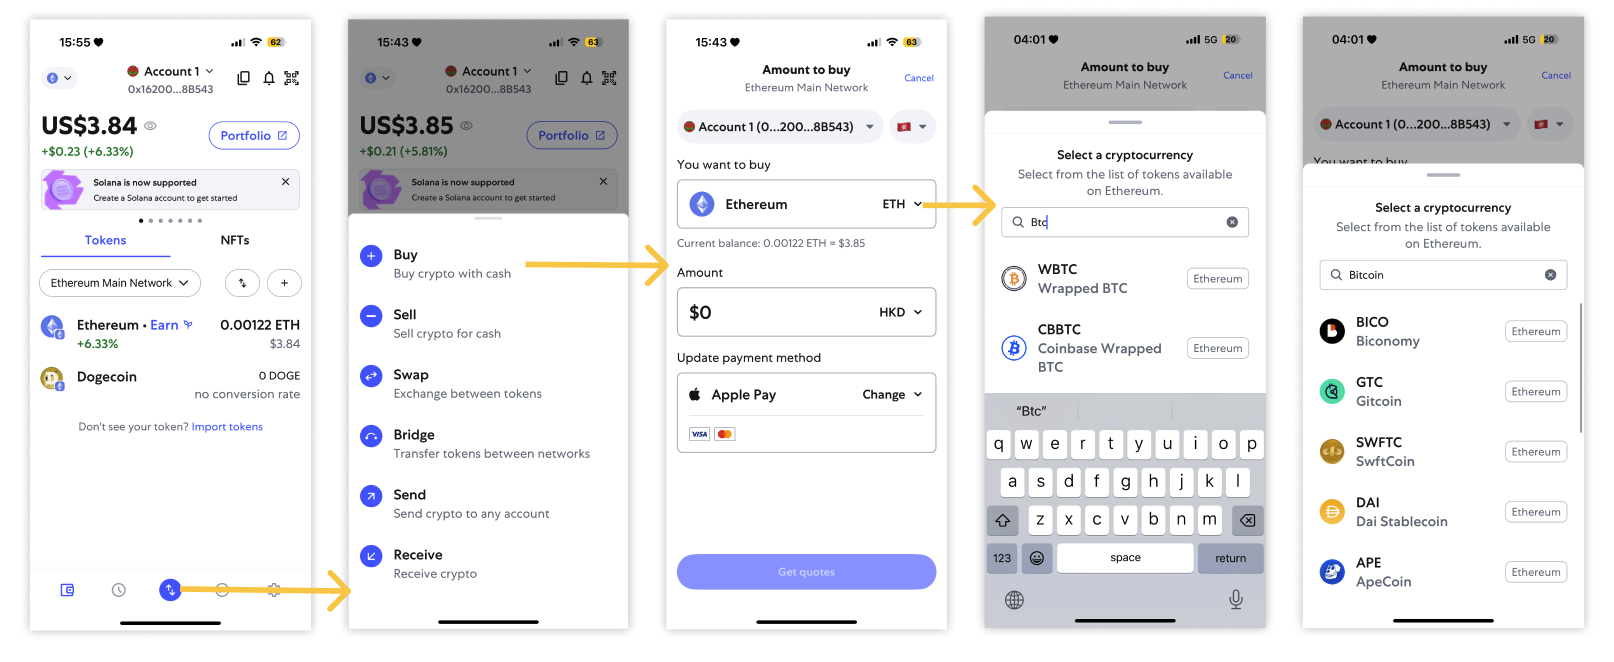 15:55
62
Account 1
0x16200...8B543
US$3.84
Portfolio
+$0.23 (+6.33%)
Solana is now supported
Create a Solana account to get started
Tokens
NFTs
Ethereum Main Network
Ethereum • Earn
0.00122 ETH
+6.33%
$3.84
Dogecoin
0 DOGE
no conversion rate
Don't see your token? Import tokens
15:43
63
Account 1
0x16200...8B543
US$3.85
Portfolio
+$0.21 (+5.81%)
Solana is now supported
Create a Solana account to get started
Buy
Buy crypto with cash
Sell
Sell crypto for cash
Swap
Exchange between tokens
Bridge
Transfer tokens between networks
Send
Send crypto to any account
Receive
Receive crypto
15:43
63
Amount to buy
Ethereum Main Network
Cancel
Account 1 (0...200...8B543)
You want to buy
Ethereum
ETH
Current balance: 0.00122 ETH ≈ $3.85
Amount
$0
HKD
Update payment method
Apple Pay
Change
VISA
Get quotes
04:01
5G
20
Amount to buy
Ethereum Main Network
Cancel
Select a cryptocurrency
Select from the list of tokens available
on Ethereum.
Btc
WBTC
Wrapped BTC
Ethereum
CBBTC
Coinbase Wrapped
BTC
Ethereum
“Btc”
q w e r t y u i o p
a s d f g h j k l
z x c v b n m
123
space
return
04:01
5G
20
Amount to buy
Ethereum Main Network
Cancel
Account 1 (0...200...8B543)
You want to buy
Select a cryptocurrency
Select from the list of tokens available
on Ethereum.
Bitcoin
BICO
Biconomy
Ethereum
GTC
Gitcoin
Ethereum
SWFTC
SwftCoin
Ethereum
DAI
Dai Stablecoin
Ethereum
APE
ApeCoin
Ethereum